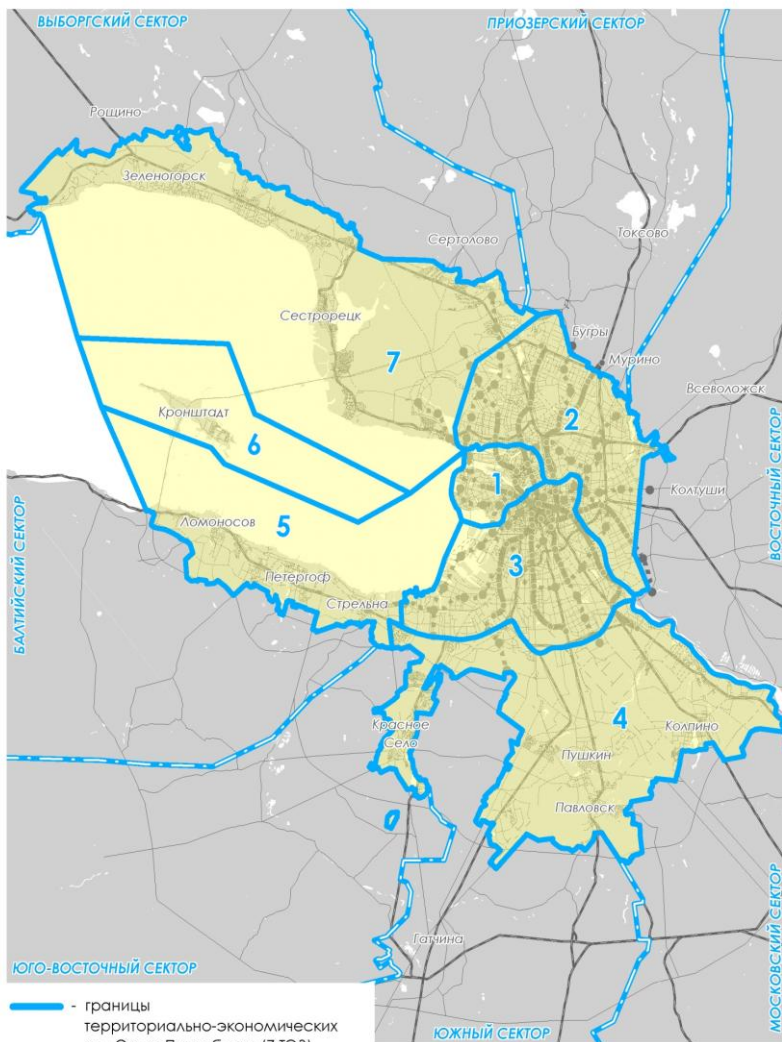 ВЫБОРГСКИЙ СЕКТОР
ПРИОЗЕРСКИЙ СЕКТОР
Рощино
Зеленогорск
Сертолово
Токсово
Сестрорецк
7
Бугры
Мурино
Всеволожск
2
Кронштадт
6
1
Колтуши
ВОСТОЧНЫЙ СЕКТОР
БАЛТИЙСКИЙ СЕКТОР
Ломоносов
5
Петергоф
3
Стрельна
Красное
Село
4
Колпино
Пушкин
Павловск
МОСКОВСКИЙ СЕКТОР
Гатчина
ЮГО-ВОСТОЧНЫЙ СЕКТОР
ЮЖНЫЙ СЕКТОР
- границы
территориально-экономических